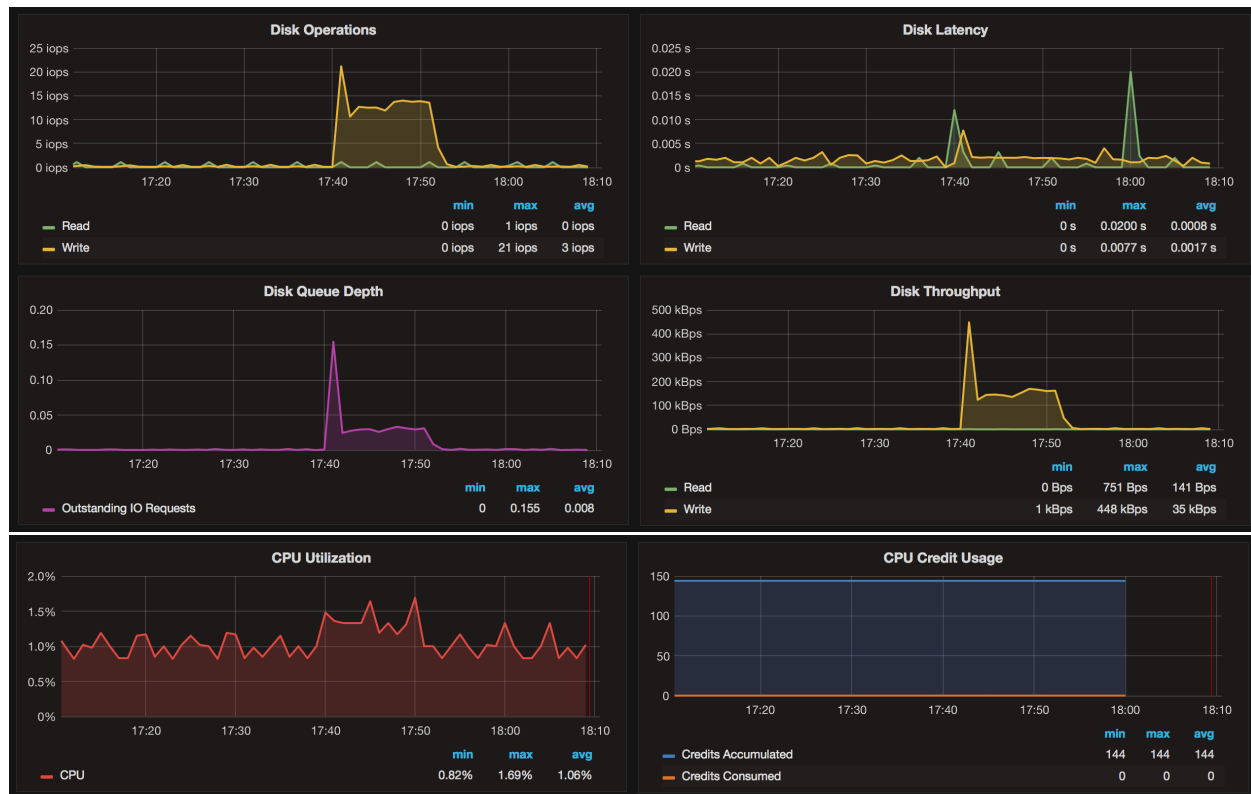 Disk Operations
25 iops
20 iops
15 iops
10 iops
5 iops
0 iops
17:20 17:30 17:40 17:50 18:00 18:10
min max avg
Read 0 iops 1 iops 0 iops
Write 0 iops 21 iops 3 iops
Disk Latency
0.025 s
0.020 s
0.015 s
0.010 s
0.005 s
0 s
17:20 17:30 17:40 17:50 18:00 18:10
min max avg
Read 0 s 0.0200 s 0.0008 s
Write 0 s 0.0077 s 0.0017 s
Disk Queue Depth
0.20
0.15
0.10
0.05
0
17:20 17:30 17:40 17:50 18:00 18:10
min max avg
Outstanding IO Requests 0 0.155 0.008
Disk Throughput
500 kBps
400 kBps
300 kBps
200 kBps
100 kBps
0 Bps
17:20 17:30 17:40 17:50 18:00 18:10
min max avg
Read 0 Bps 751 Bps 141 Bps
Write 1 kBps 448 kBps 35 kBps
CPU Utilization
2.0%
1.5%
1.0%
0.5%
0%
17:20 17:30 17:40 17:50 18:00 18:10
min max avg
CPU 0.82% 1.69% 1.06%
CPU Credit Usage
150
100
50
0
17:20 17:30 17:40 17:50 18:00 18:10
min max avg
Credits Accumulated 144 144 144
Credits Consumed 0 0 0